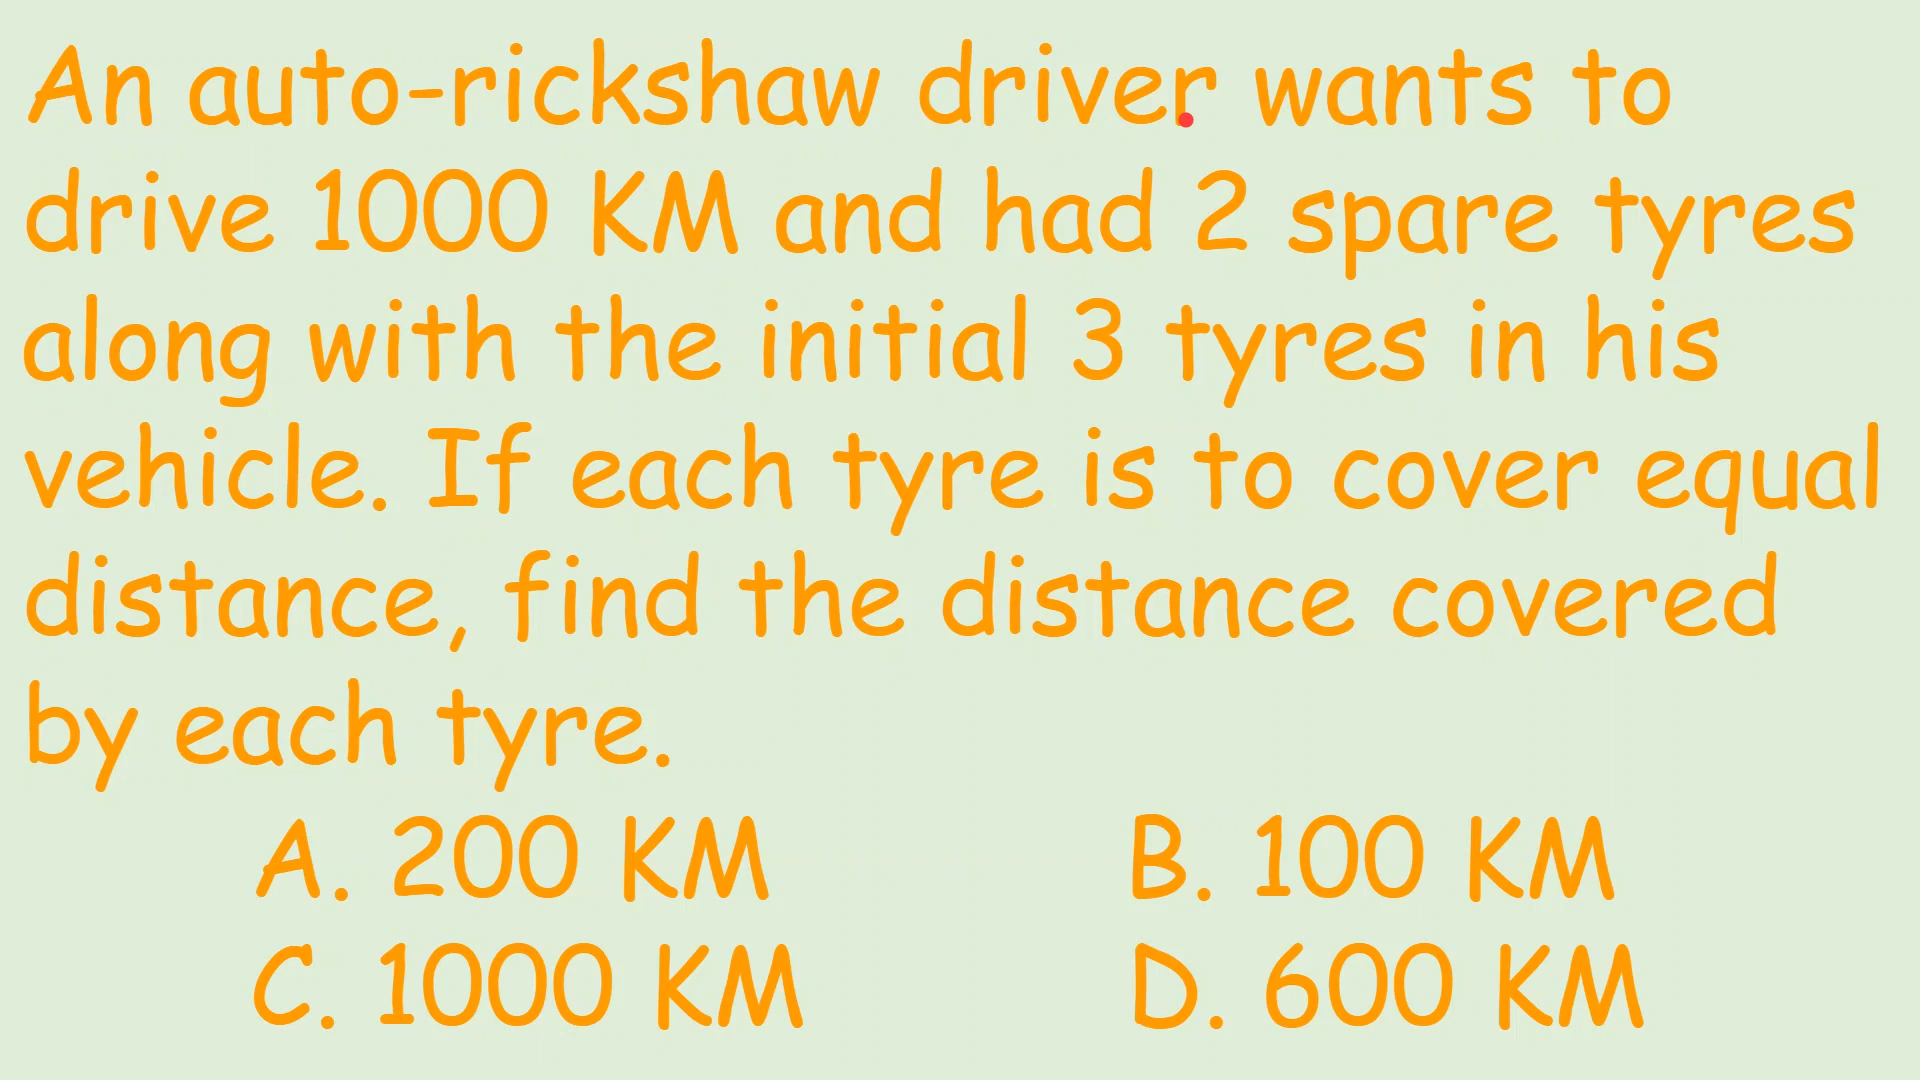 An auto-rickshaw driver wants to
drive 1000 KM and had 2 spare tyres
along with the initial 3 tyres in his
vehicle. If each tyre is to cover equal
distance, find the distance covered
by each tyre.
A. 200 KM B. 100 KM
C. 1000 KM D. 600 KM